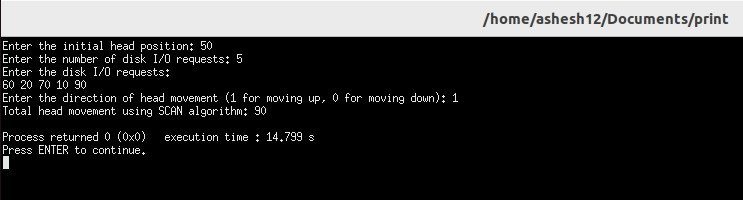 /home/ashesh12/Documents/print
Enter the initial head position: 50
Enter the number of disk I/O requests: 5
Enter the disk I/O requests:
60 20 70 10 90
Enter the direction of head movement (1 for moving up, 0 for moving down): 1
Total head movement using SCAN algorithm: 90
Process returned 0 (0x0)   execution time : 14.799 s
Press ENTER to continue.